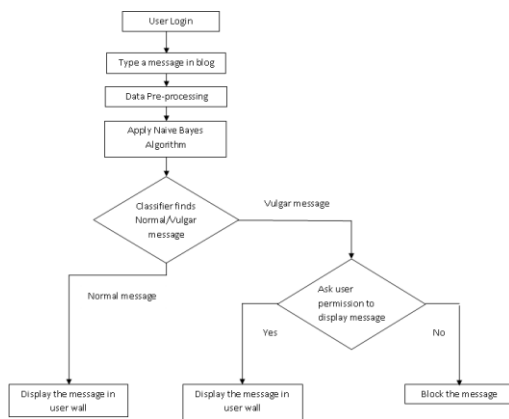 User Login
Type a message in blog
Data Pre-processing
Apply Naive Bayes
Algorithm
Classifier finds
Normal/Vulgar
message
Vulgar message
Normal message
Ask user
permission to
display message
Yes
No
Display the message in
user wall
Display the message in
user wall
Block the message